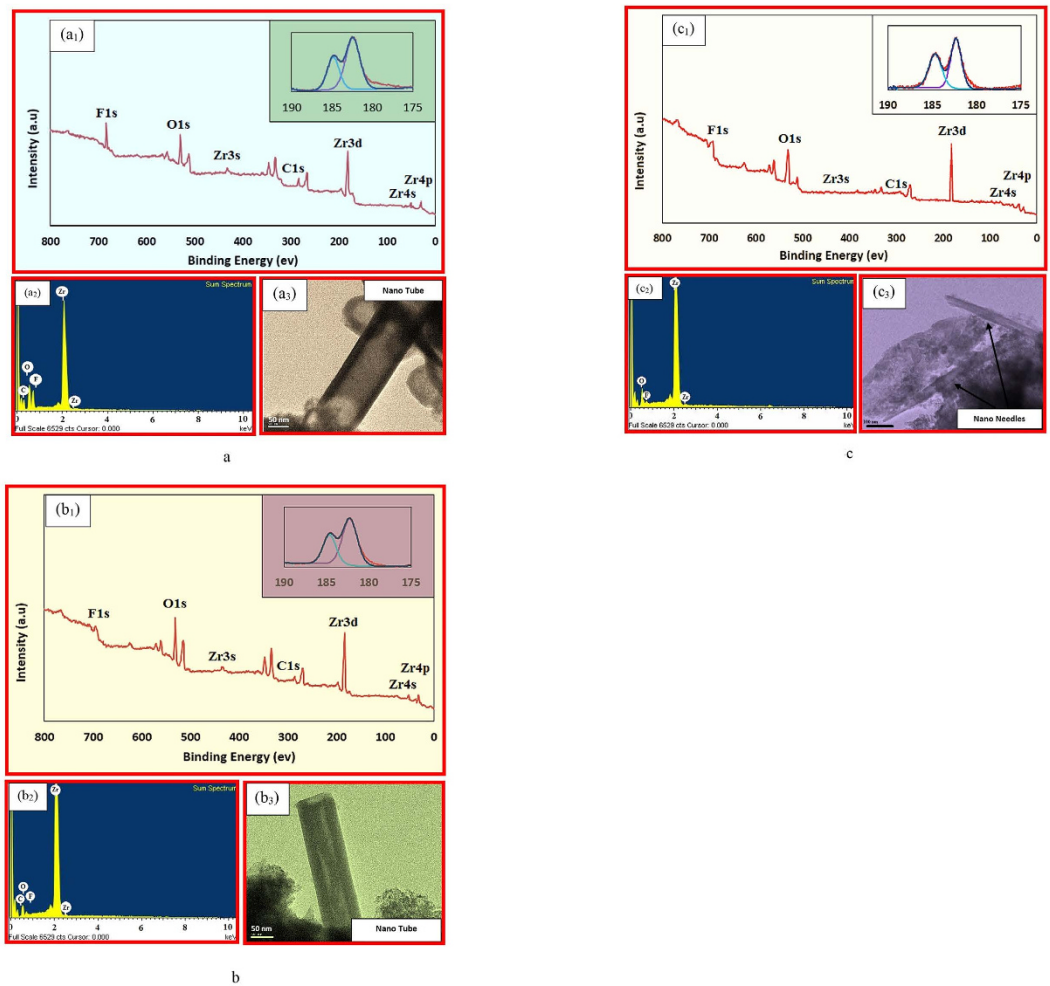 (a1)
190 185 180 175
F1s
O1s
Zr3s
C1s
Zr3d
Zr4p
Zr4s
Intensity (a.u)
800 700 600 500 400 300 200 100 0
Binding Energy (ev)
(a2)
Sum Spectrum
Zr
O
C
F
Zr
0 2 4 6 8 10
Full Scale 6529 cts Cursor: 0.000
keV
(a3)
Nano Tube
50 nm
a
(c1)
190 185 180 175
F1s
O1s
Zr3s
C1s
Zr3d
Zr4p
Zr4s
Intensity (a.u)
800 700 600 500 400 300 200 100 0
Binding Energy (ev)
(c2)
Sum Spectrum
Zr
O
F
Zr
0 2 4 6 8 10
Full Scale 6529 cts Cursor: 0.000
keV
(c3)
Nano Needles
c
(b1)
190 185 180 175
F1s
O1s
Zr3s
C1s
Zr3d
Zr4p
Zr4s
Intensity (a.u)
800 700 600 500 400 300 200 100 0
Binding Energy (ev)
(b2)
Sum Spectrum
Zr
O
C
F
Zr
0 2 4 6 8 10
Full Scale 6529 cts Cursor: 0.000
keV
(b3)
50 nm
Nano Tube
b